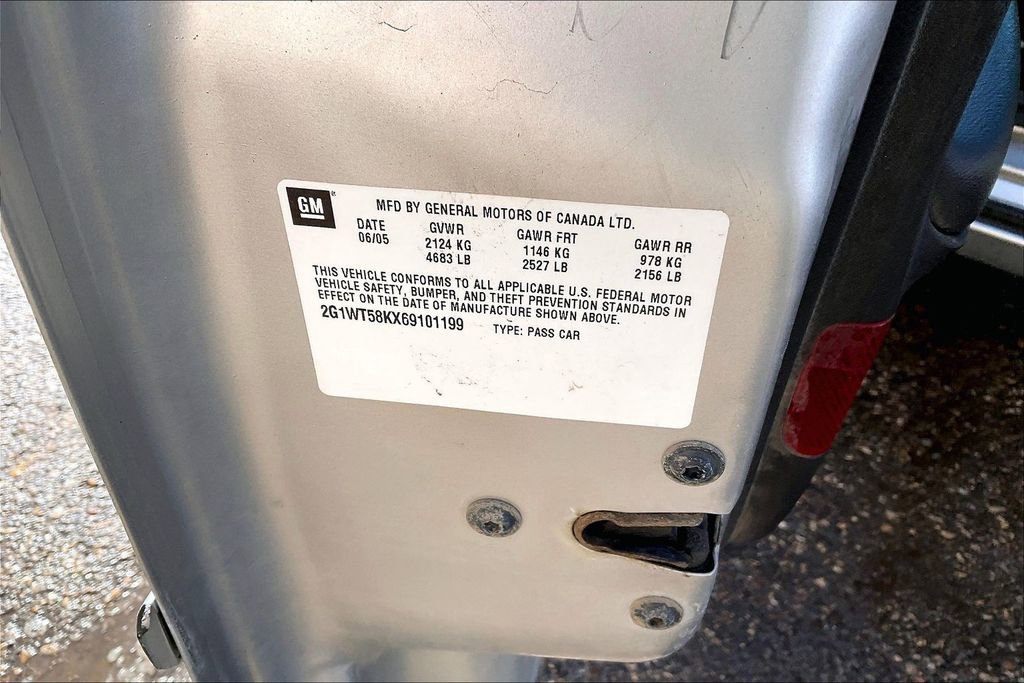 GM
MFD BY GENERAL MOTORS OF CANADA LTD.
DATE GVWR GAWR FRT GAWR RR
06/05 2124 KG 1146 KG 978 KG
4683 LB 2527 LB 2156 LB
THIS VEHICLE CONFORMS TO ALL APPLICABLE U.S. FEDERAL MOTOR
VEHICLE SAFETY, BUMPER, AND THEFT PREVENTION STANDARDS IN
EFFECT ON THE DATE OF MANUFACTURE SHOWN ABOVE.
2G1WT58KX69101199 TYPE: PASS CAR